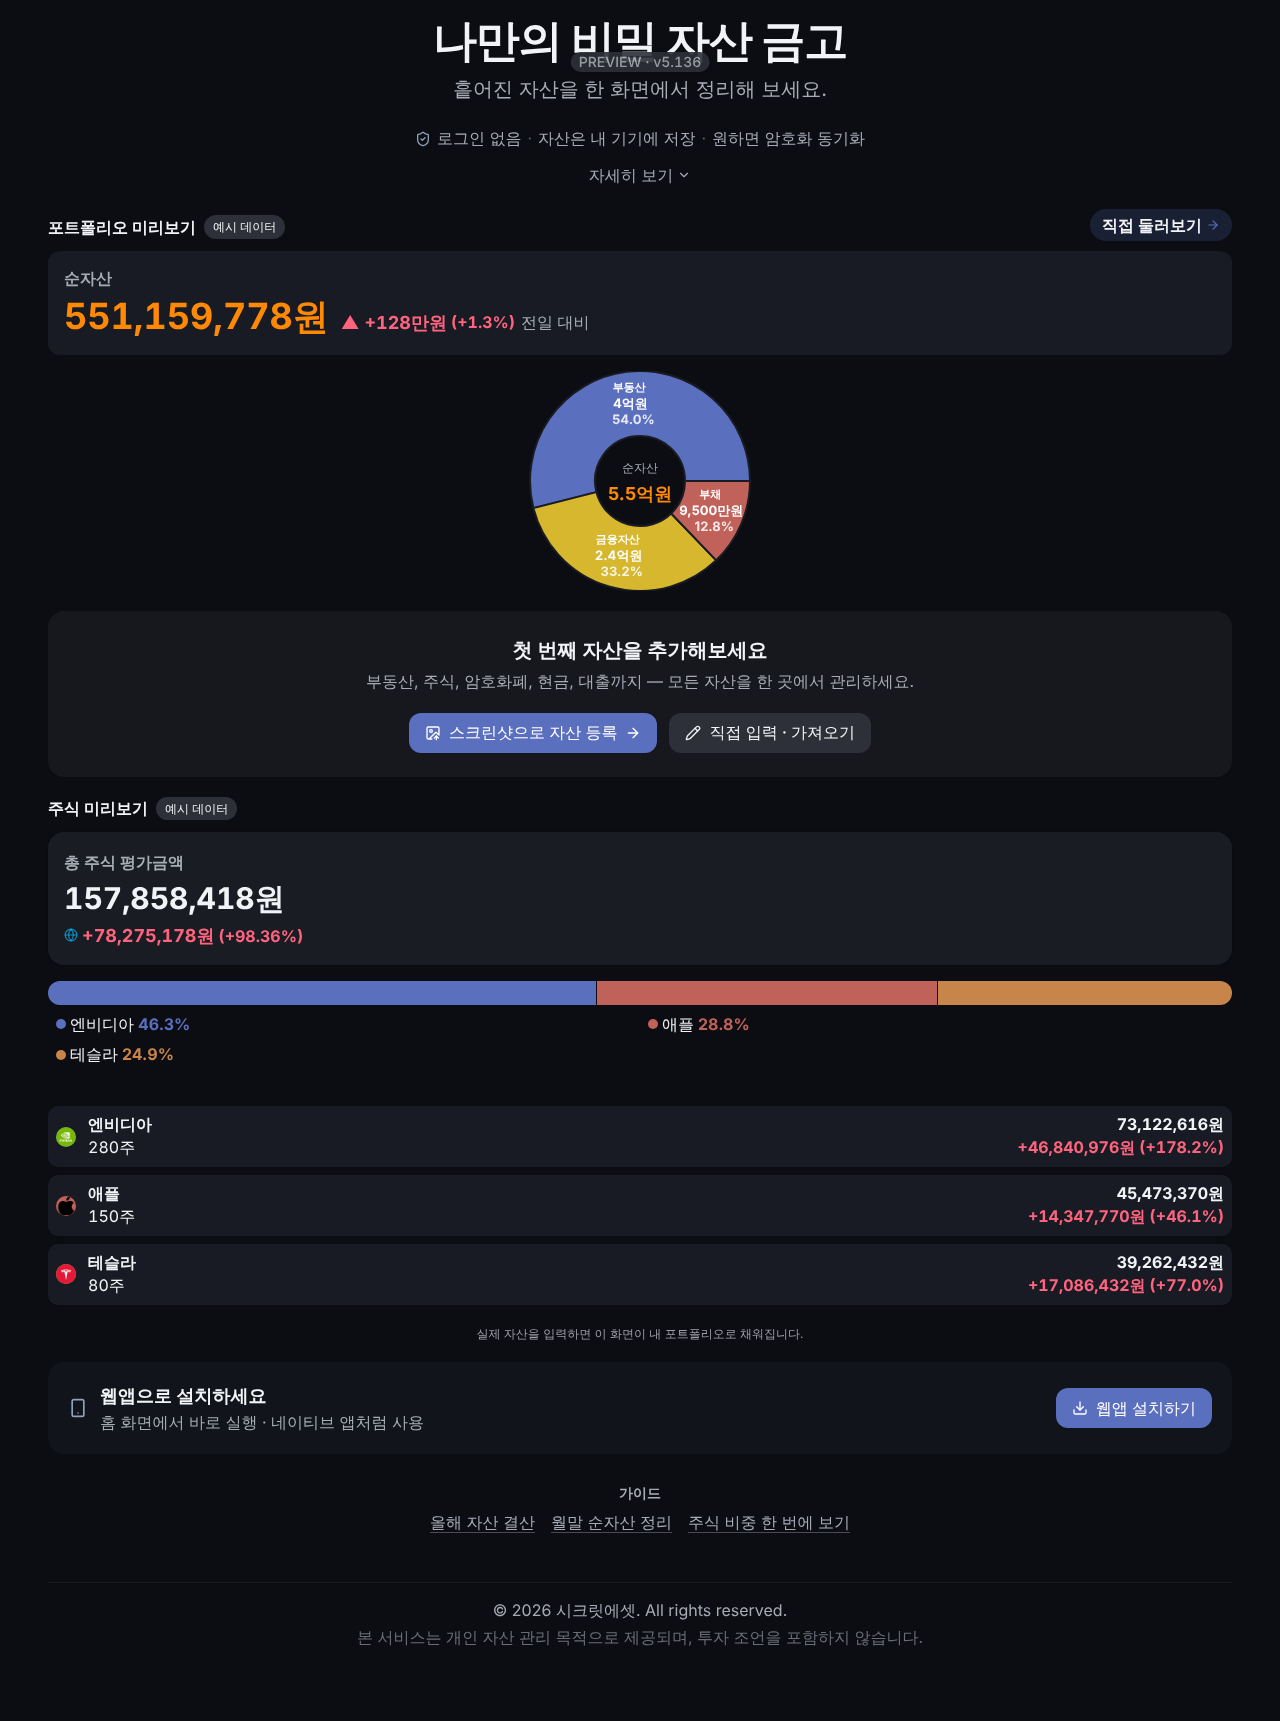 나만의 비밀 자산 금고
PREVIEW · v5.136
흩어진 자산을 한 화면에서 정리해 보세요.
로그인 없음 · 자산은 내 기기에 저장 · 원하면 암호화 동기화
자세히 보기
포트폴리오 미리보기 예시 데이터
직접 둘러보기
순자산
551,159,778원 ▲ +128만원 (+1.3%) 전일 대비
부동산
4억원
54.0%
순자산
5.5억원
부채
9,500만원
12.8%
금융자산
2.4억원
33.2%
첫 번째 자산을 추가해보세요
부동산, 주식, 암호화폐, 현금, 대출까지 — 모든 자산을 한 곳에서 관리하세요.
스크린샷으로 자산 등록
직접 입력 · 가져오기
주식 미리보기 예시 데이터
총 주식 평가금액
157,858,418원
+78,275,178원 (+98.36%)
엔비디아 46.3%
애플 28.8%
테슬라 24.9%
엔비디아
280주
73,122,616원
+46,840,976원 (+178.2%)
애플
150주
45,473,370원
+14,347,770원 (+46.1%)
테슬라
80주
39,262,432원
+17,086,432원 (+77.0%)
실제 자산을 입력하면 이 화면이 내 포트폴리오로 채워집니다.
웹앱으로 설치하세요
홈 화면에서 바로 실행 · 네이티브 앱처럼 사용
웹앱 설치하기
가이드
올해 자산 결산 월말 순자산 정리 주식 비중 한 번에 보기
© 2026 시크릿에셋. All rights reserved.
본 서비스는 개인 자산 관리 목적으로 제공되며, 투자 조언을 포함하지 않습니다.